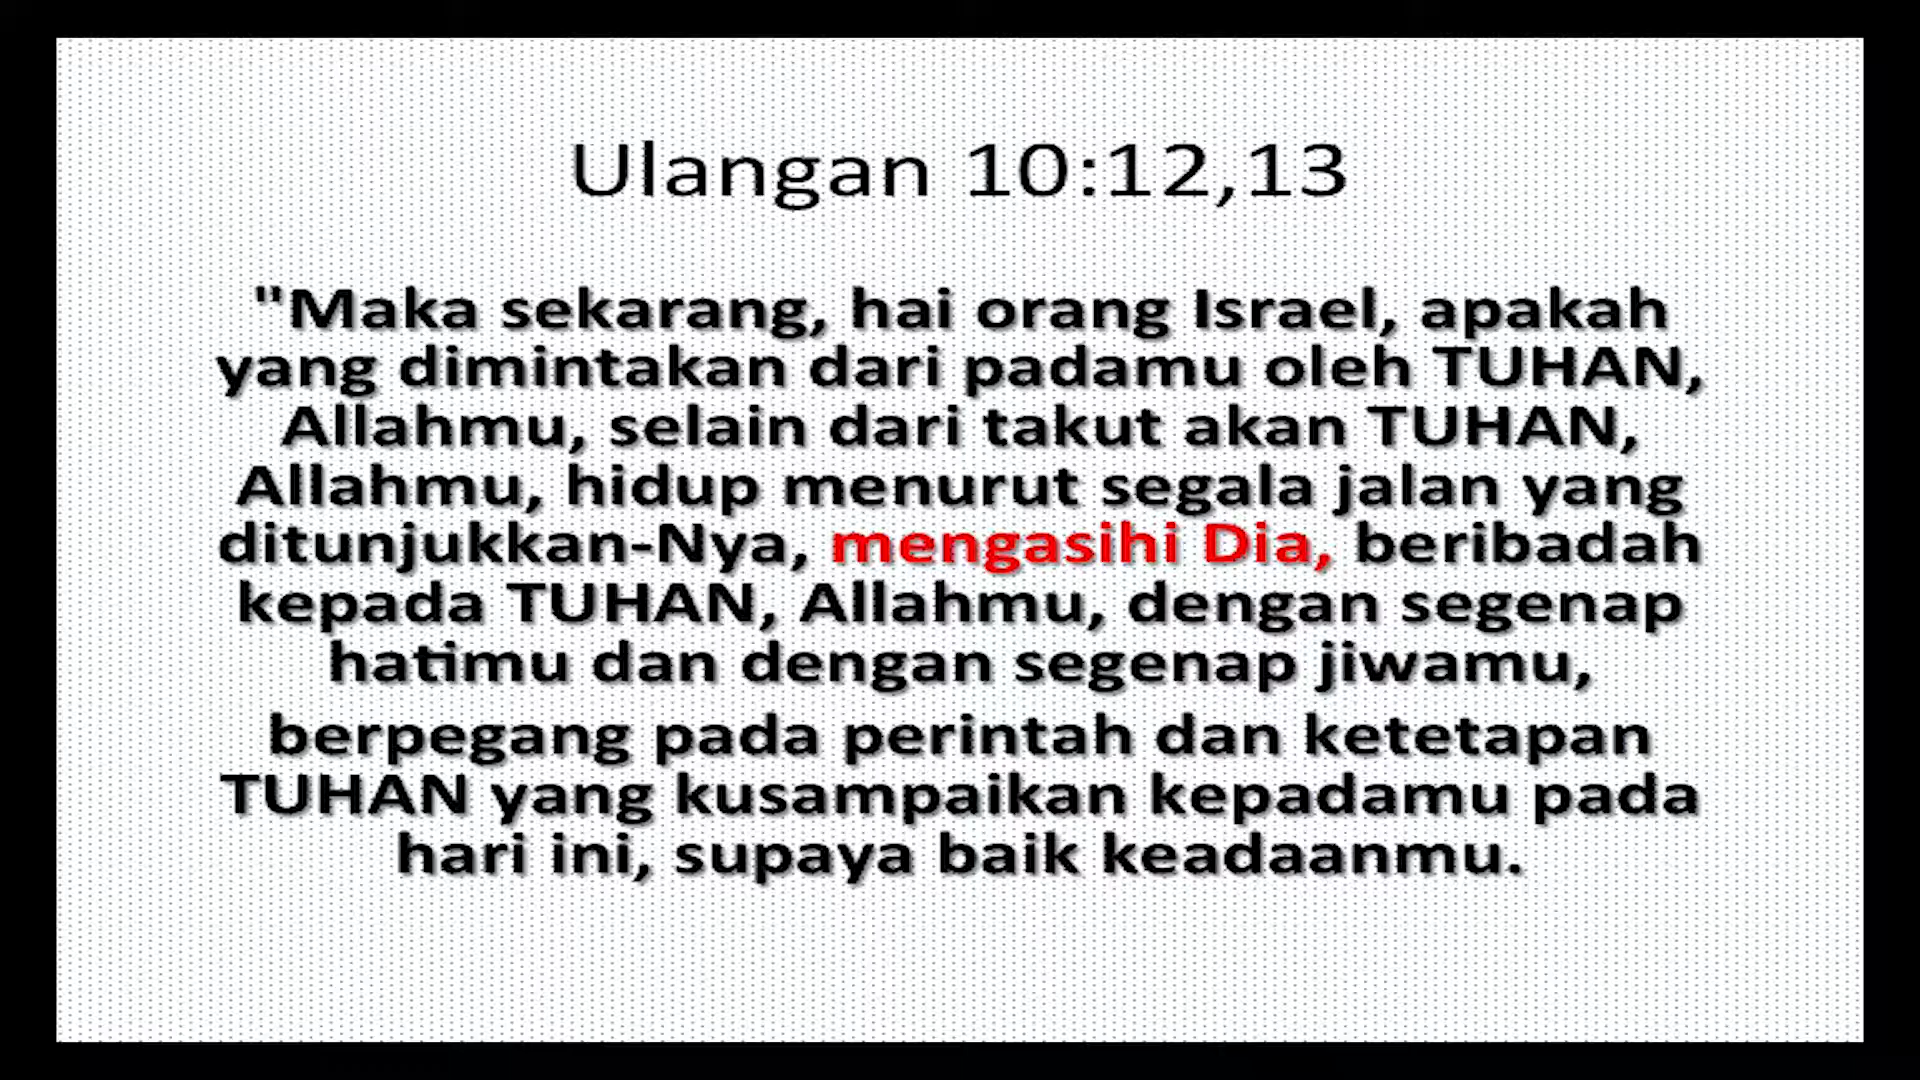 Ulangan 10:12,13
"Maka sekarang, hai orang Israel, apakah
yang dimintakan dari padamu oleh TUHAN,
Allahmu, selain dari takut akan TUHAN,
Allahmu, hidup menurut segala jalan yang
ditunjukkan-Nya, mengasihi Dia, beribadah
kepada TUHAN, Allahmu, dengan segenap
hatimu dan dengan segenap jiwamu,
berpegang pada perintah dan ketetapan
TUHAN yang kusampaikan kepadamu pada
hari ini, supaya baik keadaanmu.